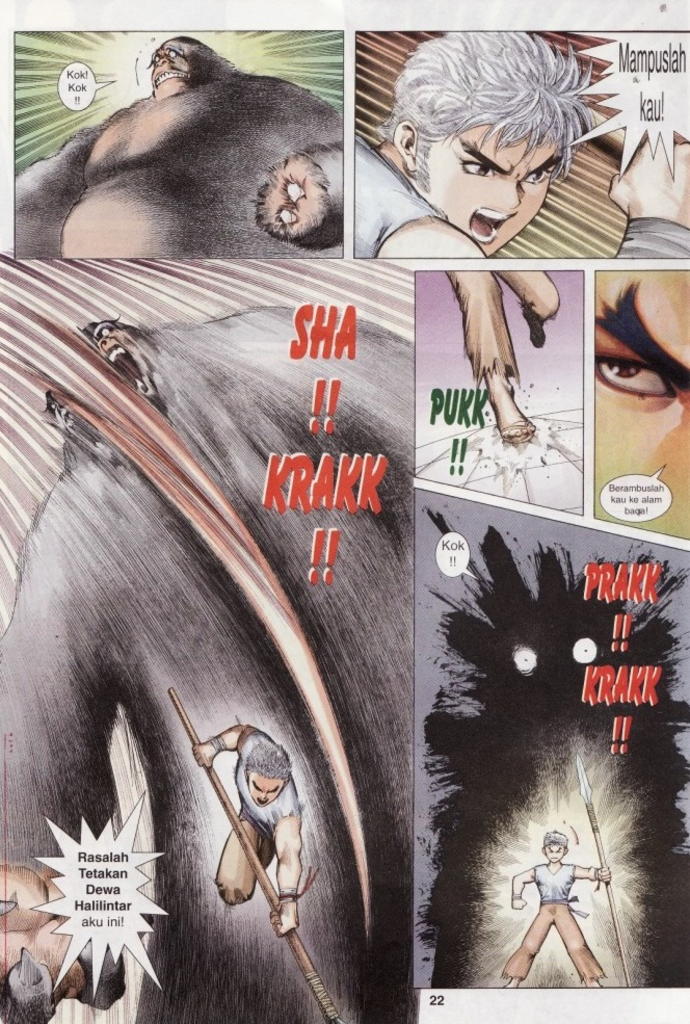 Kok!
Kok
!!
Mampuslah
kau!
SHA
!!
KRAKK
!!
PUKK
!!
Berambuslah
kau ke alam
baqa!
Kok
!!
PRAKK
!!
KRAKK
!!
Rasalah
Tetakan
Dewa
Halilintar
aku ini!
22